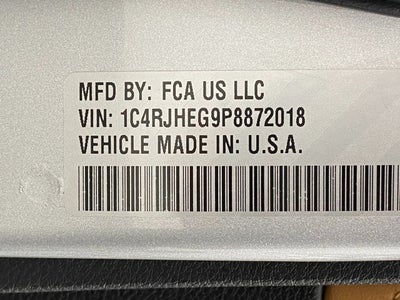 MFD BY: FCA US LLC
VIN: 1C4RJHEG9P8872018
VEHICLE MADE IN: U.S.A.